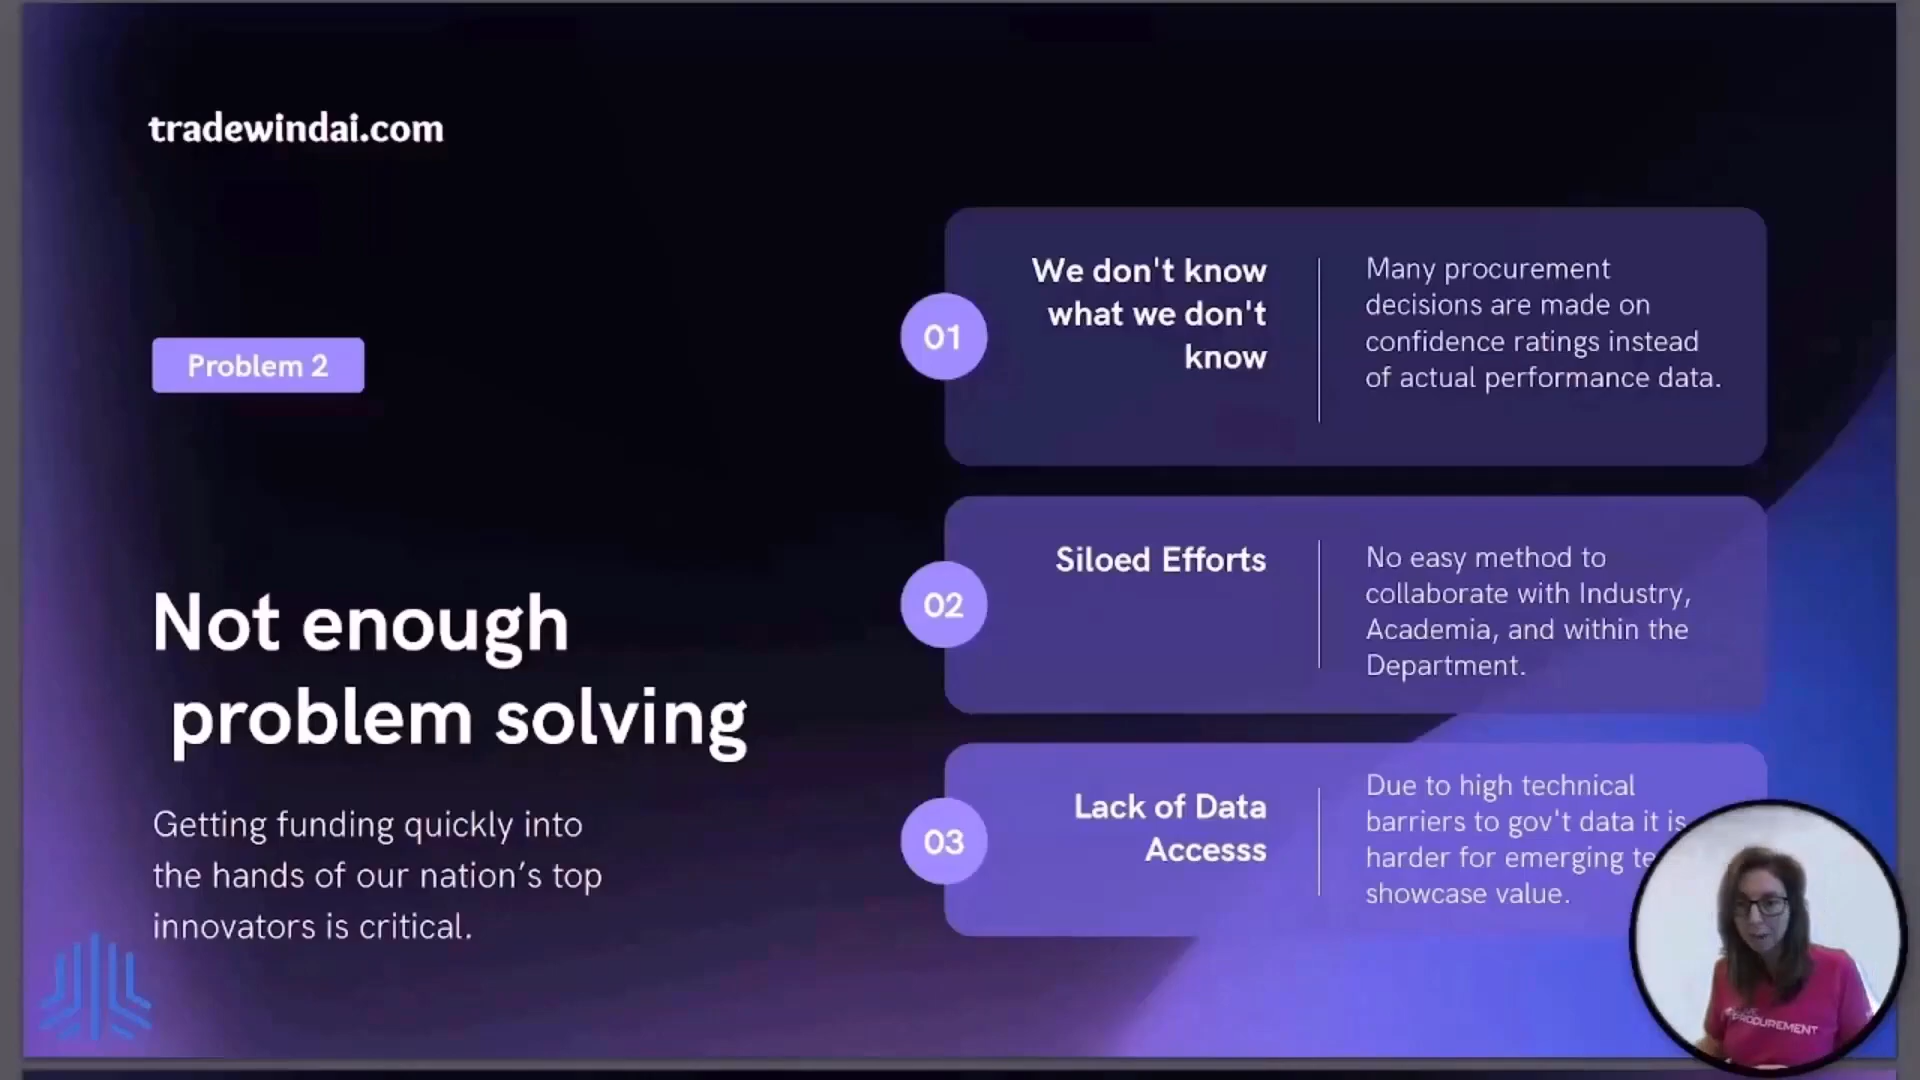 tradewindai.com
Problem 2
Not enough
problem solving
Getting funding quickly into
the hands of our nation’s top
innovators is critical.
01
We don't know
what we don't
know
Many procurement
decisions are made on
confidence ratings instead
of actual performance data.
02
Siloed Efforts
No easy method to
collaborate with Industry,
Academia, and within the
Department.
03
Lack of Data
Accesss
Due to high technical
barriers to gov't data it is
harder for emerging
showcase value.
PROCUREMENT